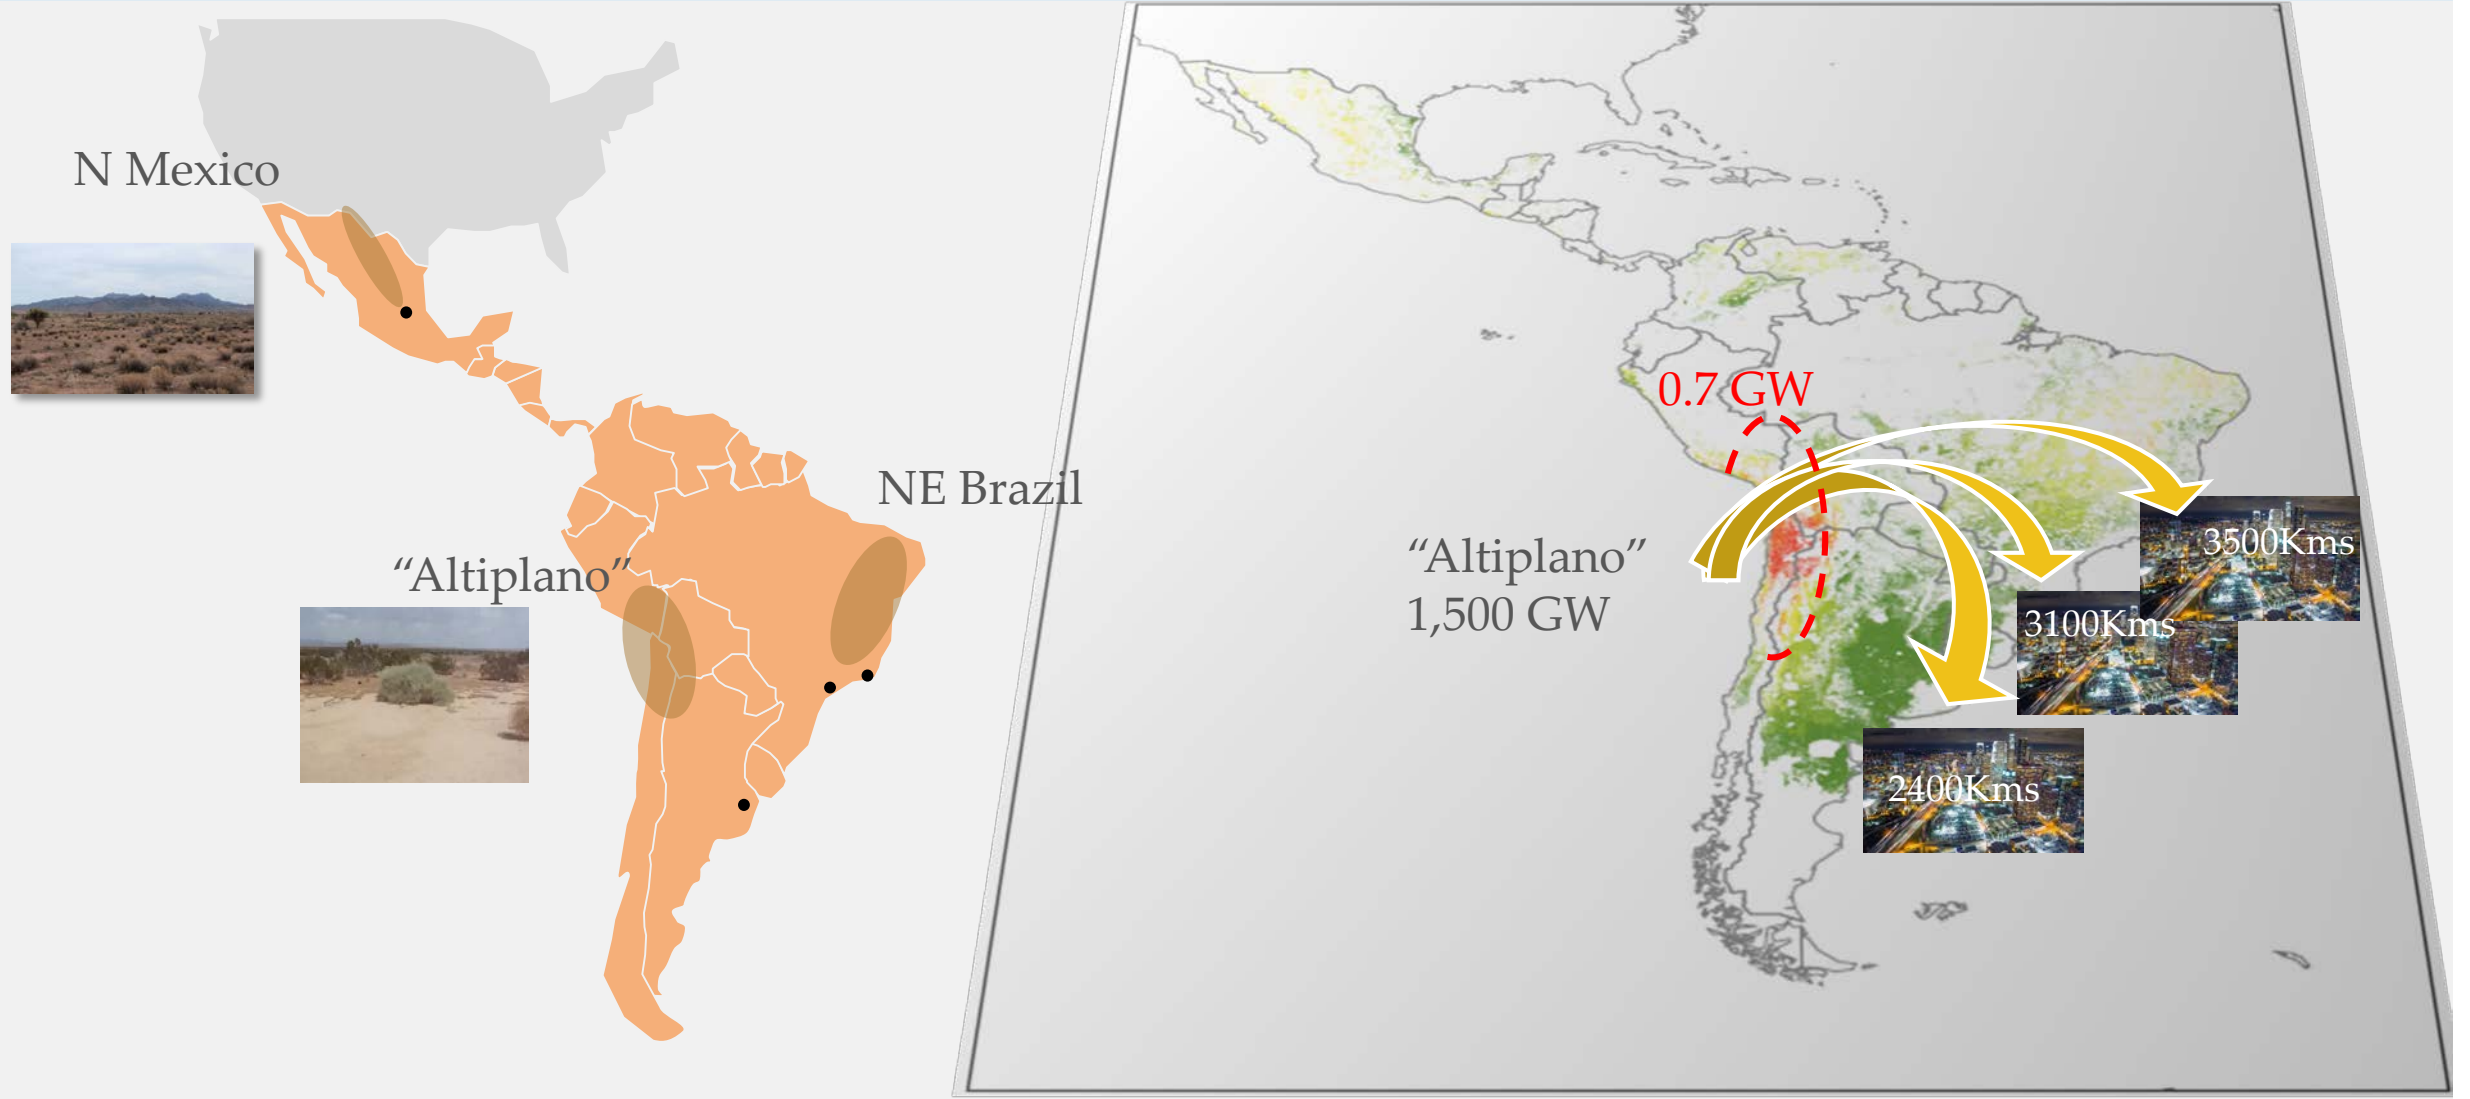 N Mexico
NE Brazil
“Altiplano”
0.7 GW
“Altiplano”
1,500 GW
3500Kms
3100Kms
2400Kms